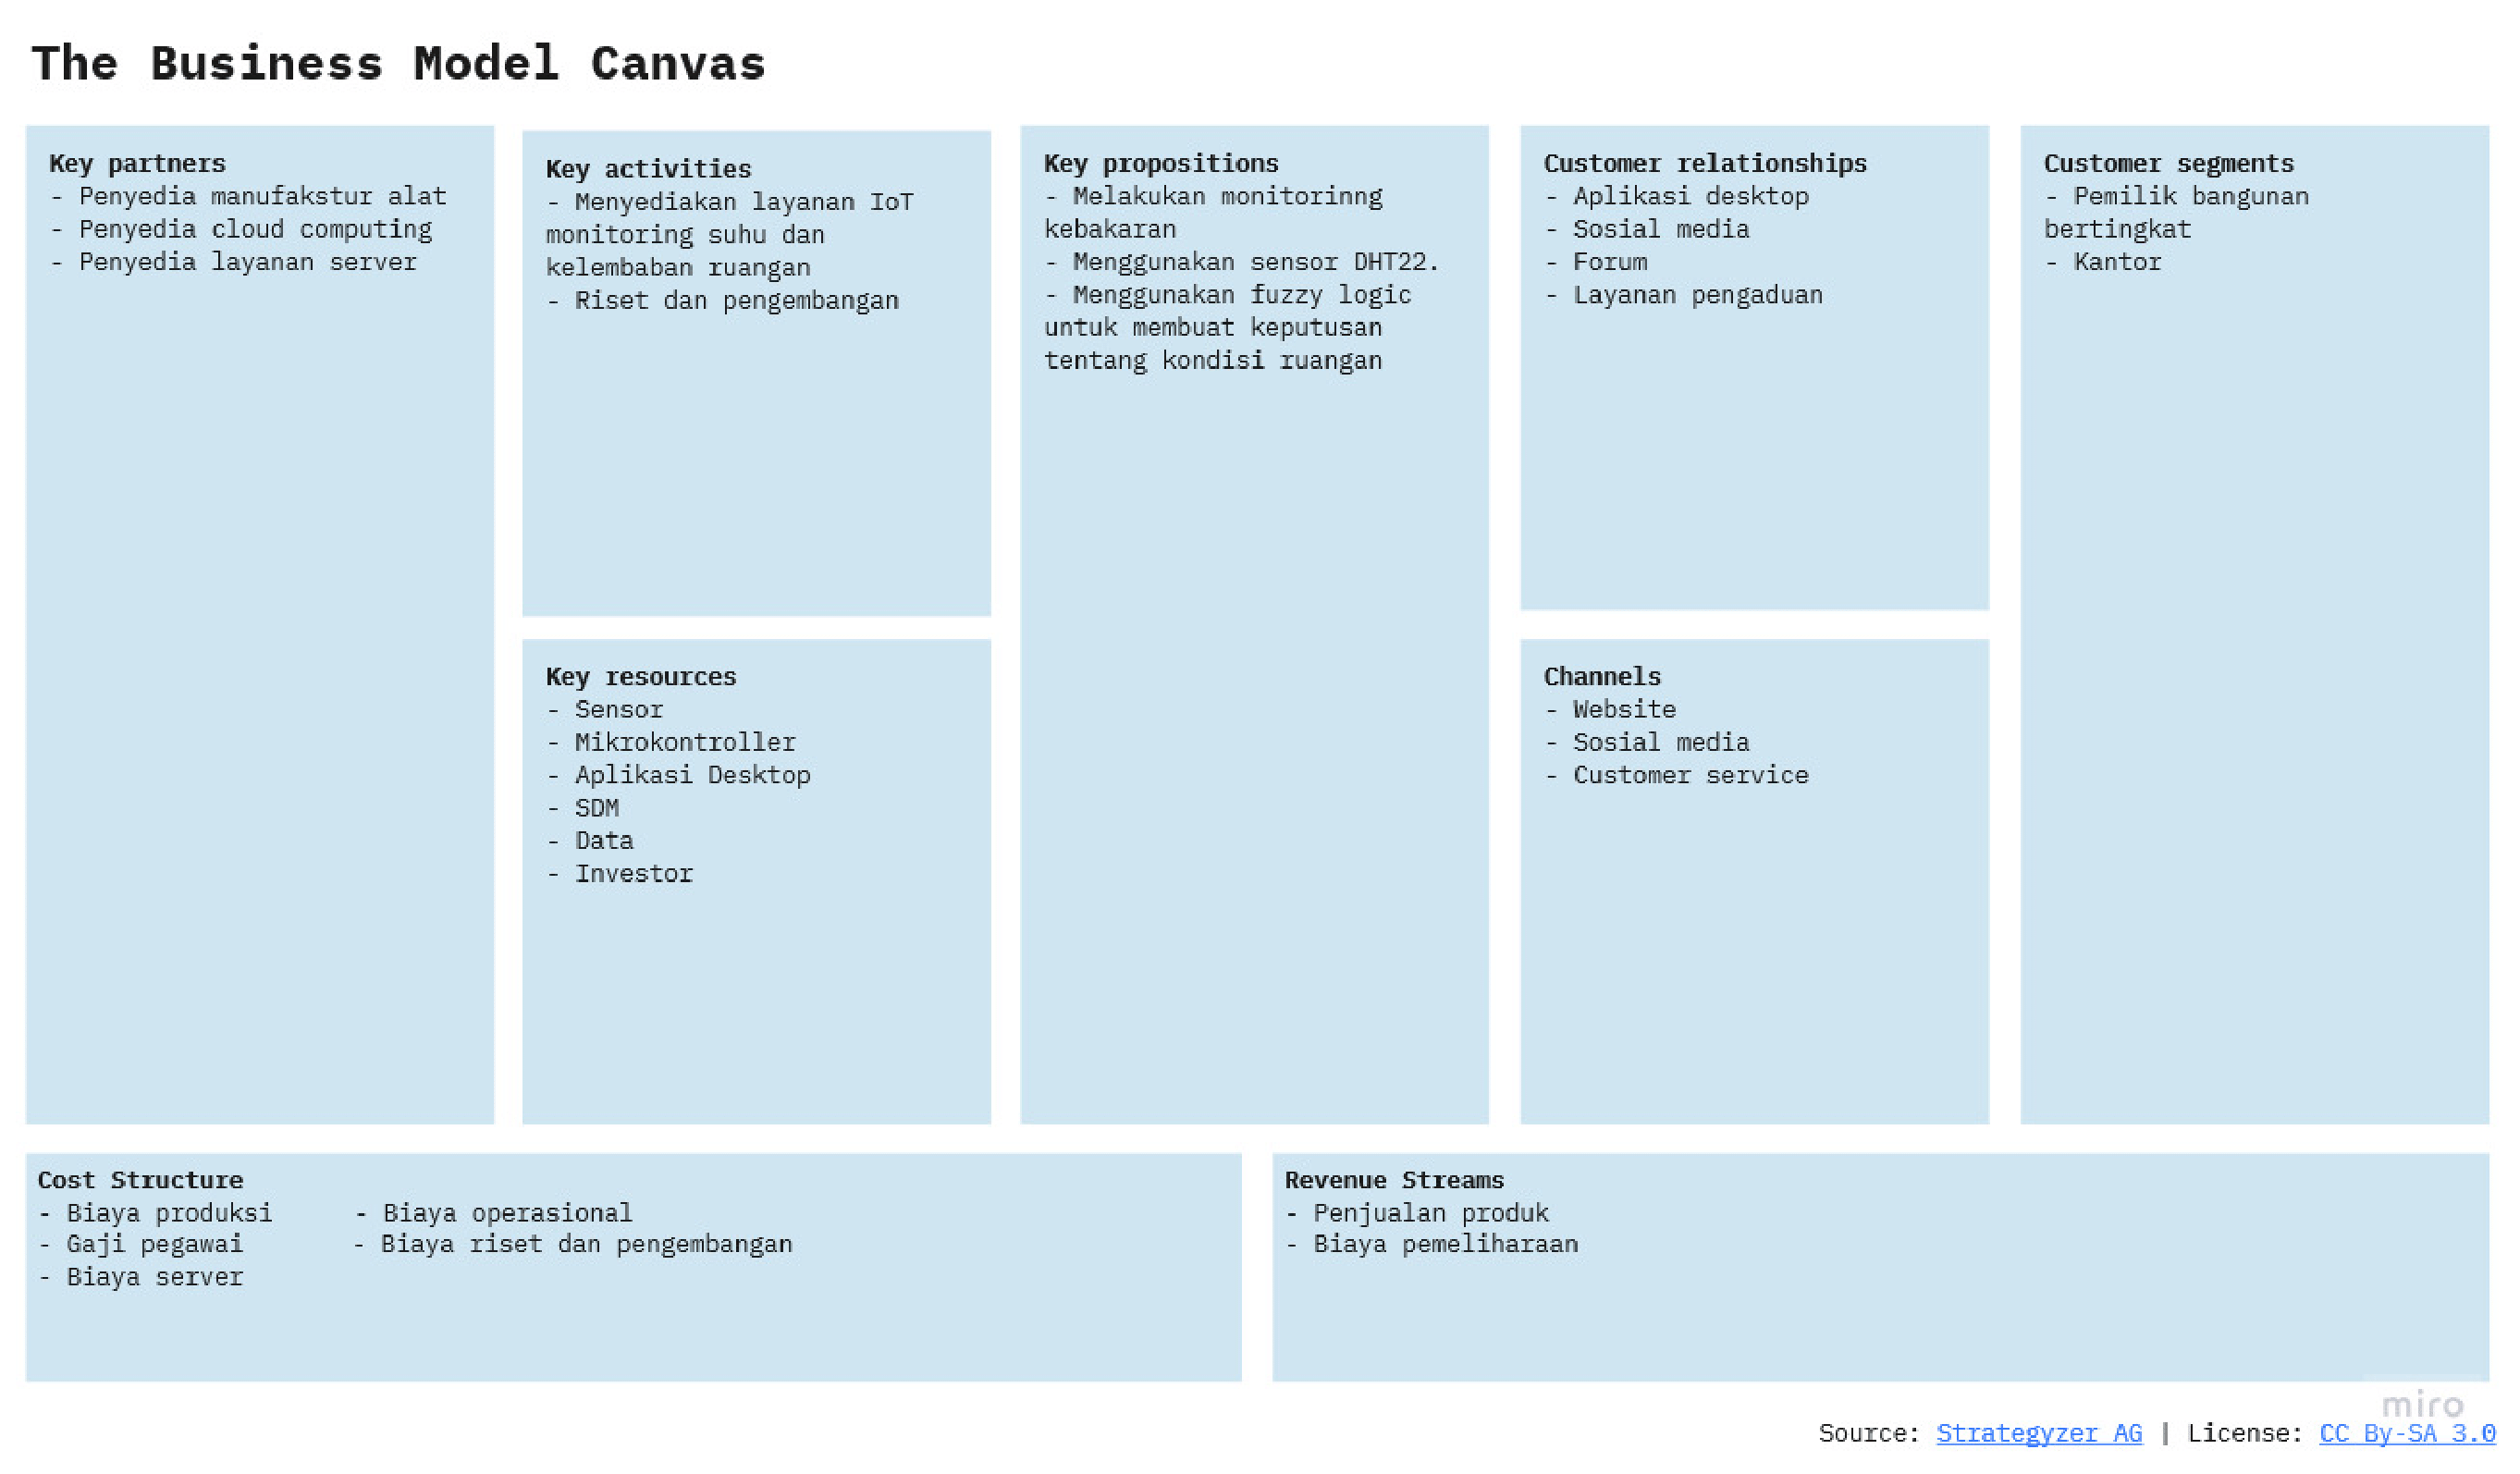 The Business Model Canvas
Key partners
- Penyedia manufakstur alat
- Penyedia cloud computing
- Penyedia layanan server
Key activities
- Menyediakan layanan IoT
monitoring suhu dan
kelembaban ruangan
- Riset dan pengembangan
Key resources
- Sensor
- Mikrokontroller
- Aplikasi Desktop
- SDM
- Data
- Investor
Key propositions
- Melakukan monitorinng
kebakaran
- Menggunakan sensor DHT22.
- Menggunakan fuzzy logic
untuk membuat keputusan
tentang kondisi ruangan
Customer relationships
- Aplikasi desktop
- Sosial media
- Forum
- Layanan pengaduan
Channels
- Website
- Sosial media
- Customer service
Customer segments
- Pemilik bangunan
bertingkat
- Kantor
Cost Structure
- Biaya produksi - Biaya operasional
- Gaji pegawai - Biaya riset dan pengembangan
- Biaya server
Revenue Streams
- Penjualan produk
- Biaya pemeliharaan
miro
Source: Strategyzer AG | License: CC By-SA 3.0